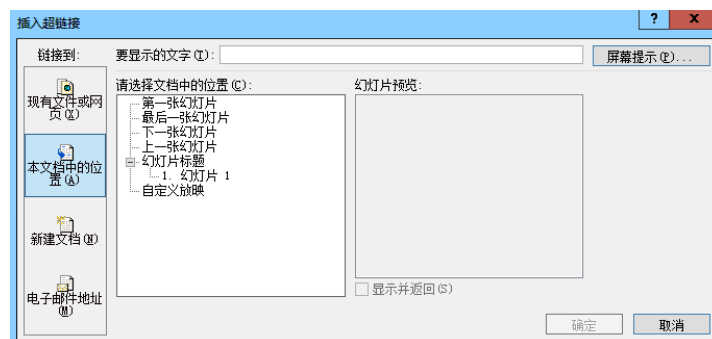 插入超链接
? X
链接到:
要显示的文字(T):
屏幕提示(P)...
现有文件或网页(X)
本文档中的位置(A)
新建文档(N)
电子邮件地址(M)
请选择文档中的位置(C):
第一张幻灯片
最后一张幻灯片
下一张幻灯片
上一张幻灯片
幻灯片标题
1. 幻灯片 1
自定义放映
幻灯片预览:
显示并返回(S)
确定
取消